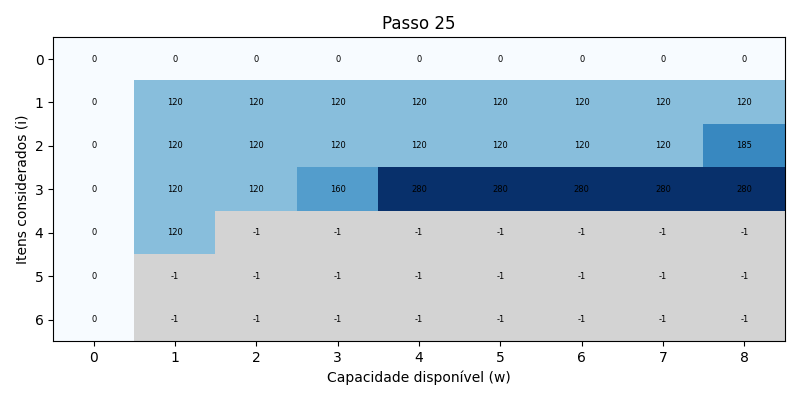 Passo 25
Itens considerados (i)
0 0 0 0 0 0 0 0 0 0
1 0 120 120 120 120 120 120 120 120
2 0 120 120 120 120 120 120 120 185
3 0 120 120 160 280 280 280 280 280
4 0 120 -1 -1 -1 -1 -1 -1 -1
5 0 -1 -1 -1 -1 -1 -1 -1 -1
6 0 -1 -1 -1 -1 -1 -1 -1 -1
0 1 2 3 4 5 6 7 8
Capacidade disponível (w)